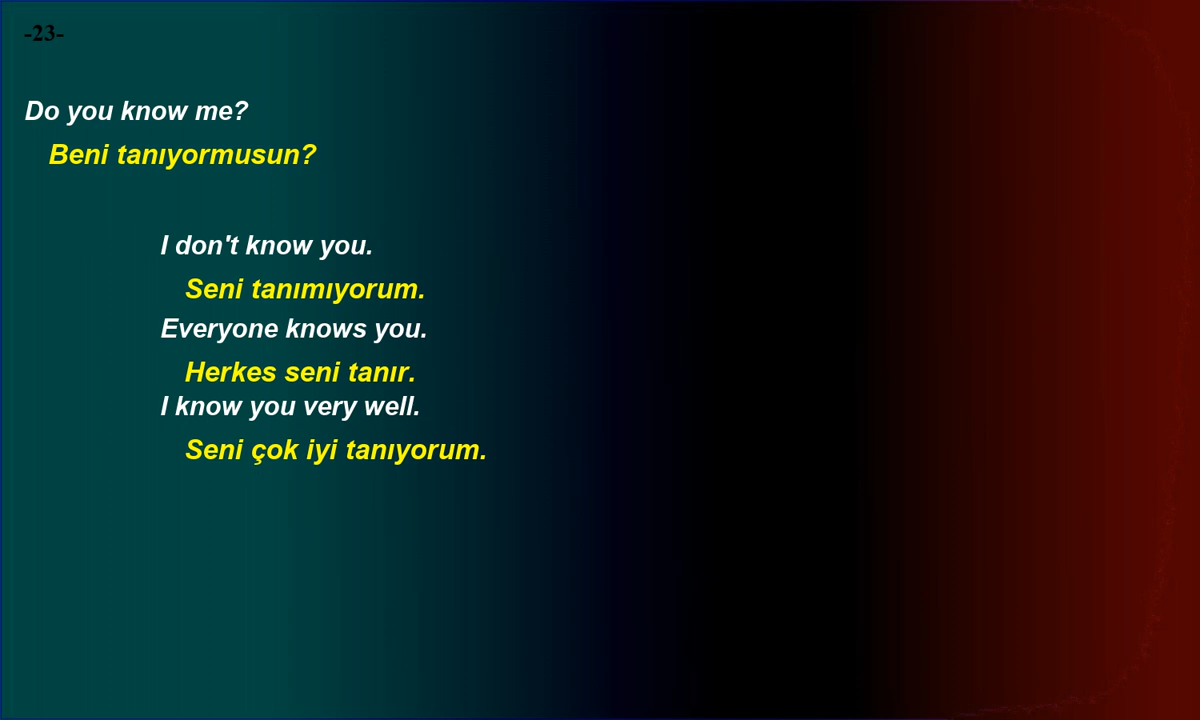 -23-
Do you know me?
Beni tanıyormusun?
I don't know you.
Seni tanımıyorum.
Everyone knows you.
Herkes seni tanır.
I know you very well.
Seni çok iyi tanıyorum.